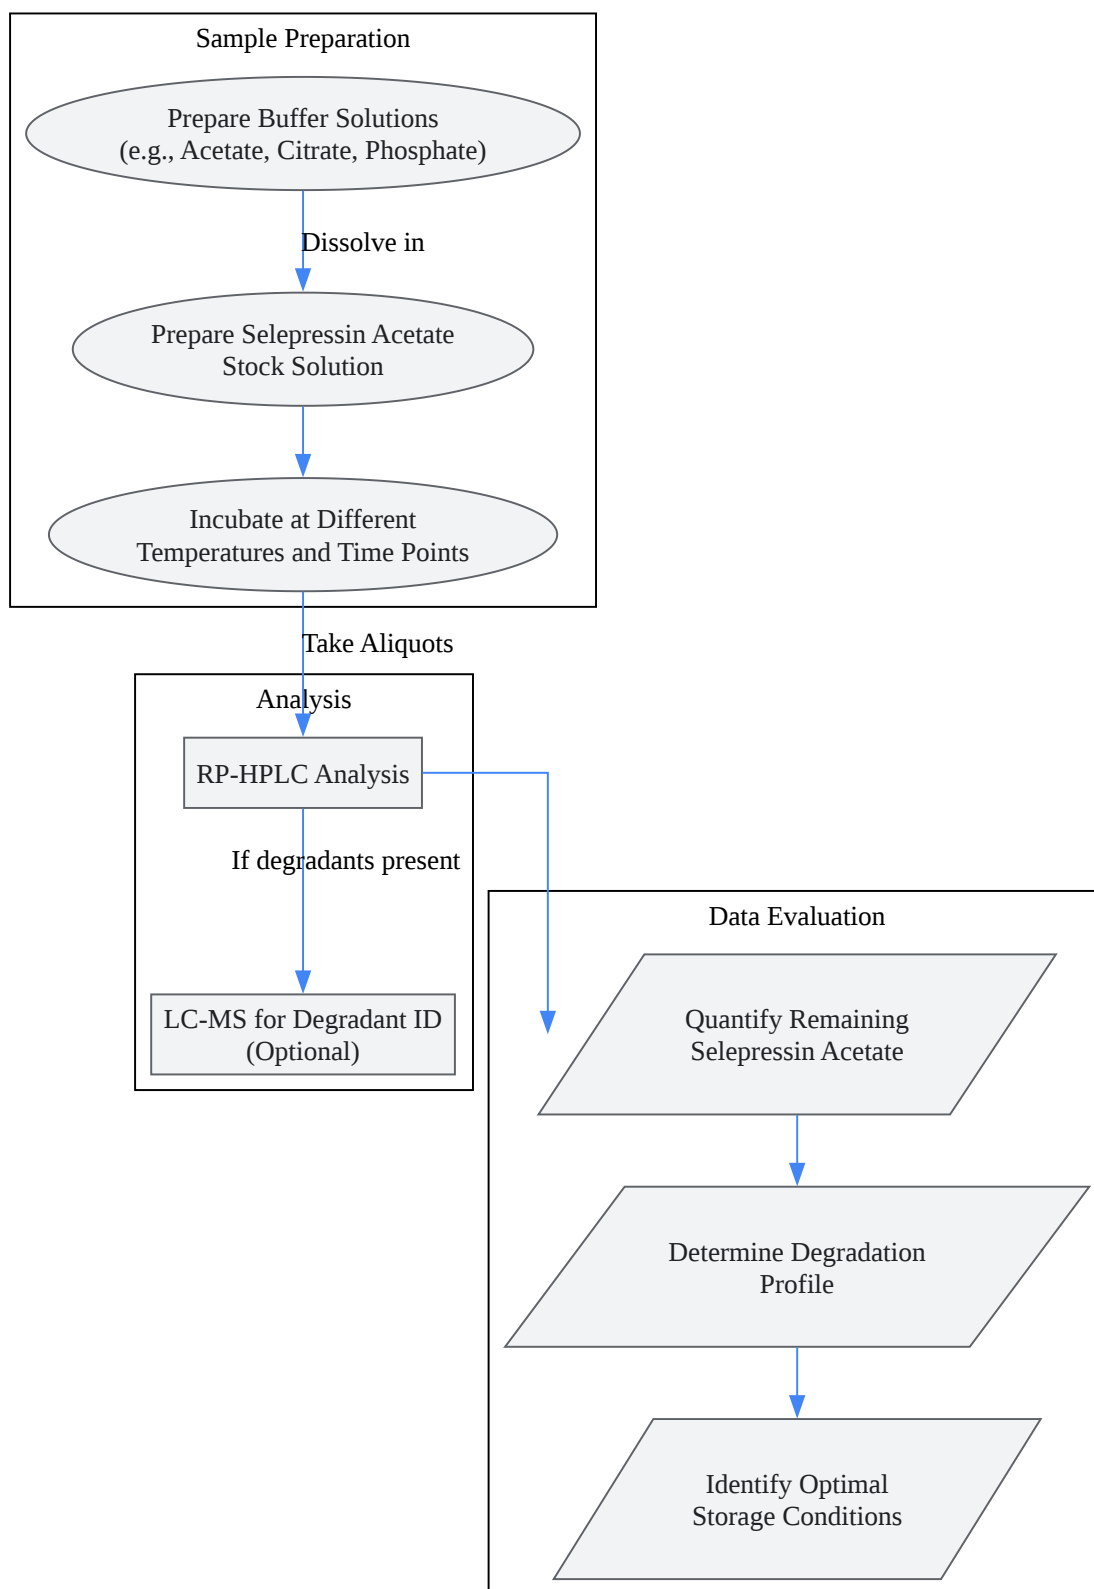 Sample Preparation
Prepare Buffer Solutions
(e.g., Acetate, Citrate, Phosphate)
Dissolve in
Prepare Selepressin Acetate
Stock Solution
Incubate at Different
Temperatures and Time Points
Take Aliquots
Analysis
RP-HPLC Analysis
If degradants present
LC-MS for Degradant ID
(Optional)
Data Evaluation
Quantify Remaining
Selepressin Acetate
Determine Degradation
Profile
Identify Optimal
Storage Conditions